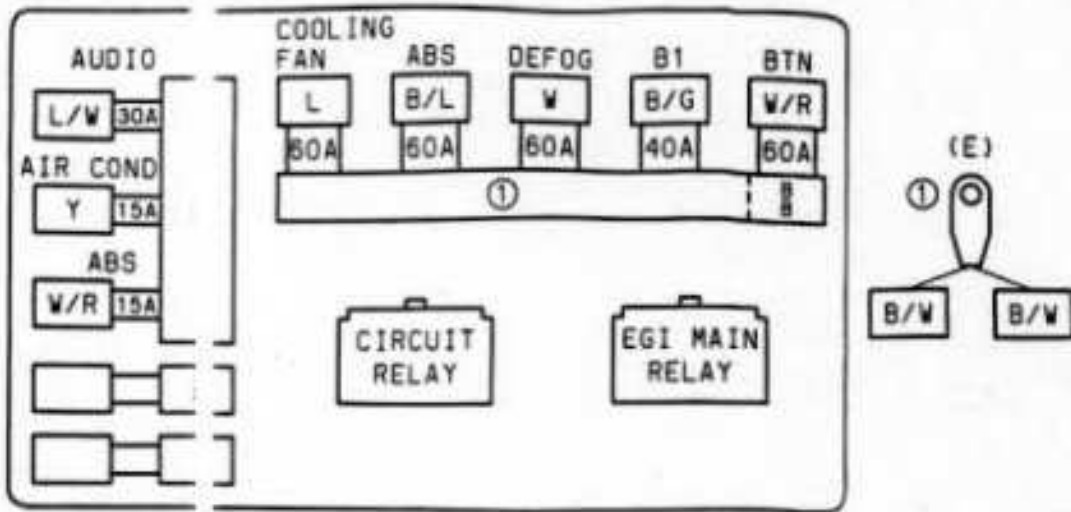 COOLING
FAN
ABS
DEFOG
B1
BTN
L
B/L
W
B/G
W/R
60A
60A
60A
40A
60A
①
B
B
AUDIO
L/W
30A
AIR COND
Y
15A
ABS
W/R
15A
CIRCUIT
RELAY
EGI MAIN
RELAY
(E)
①
B/W
B/W